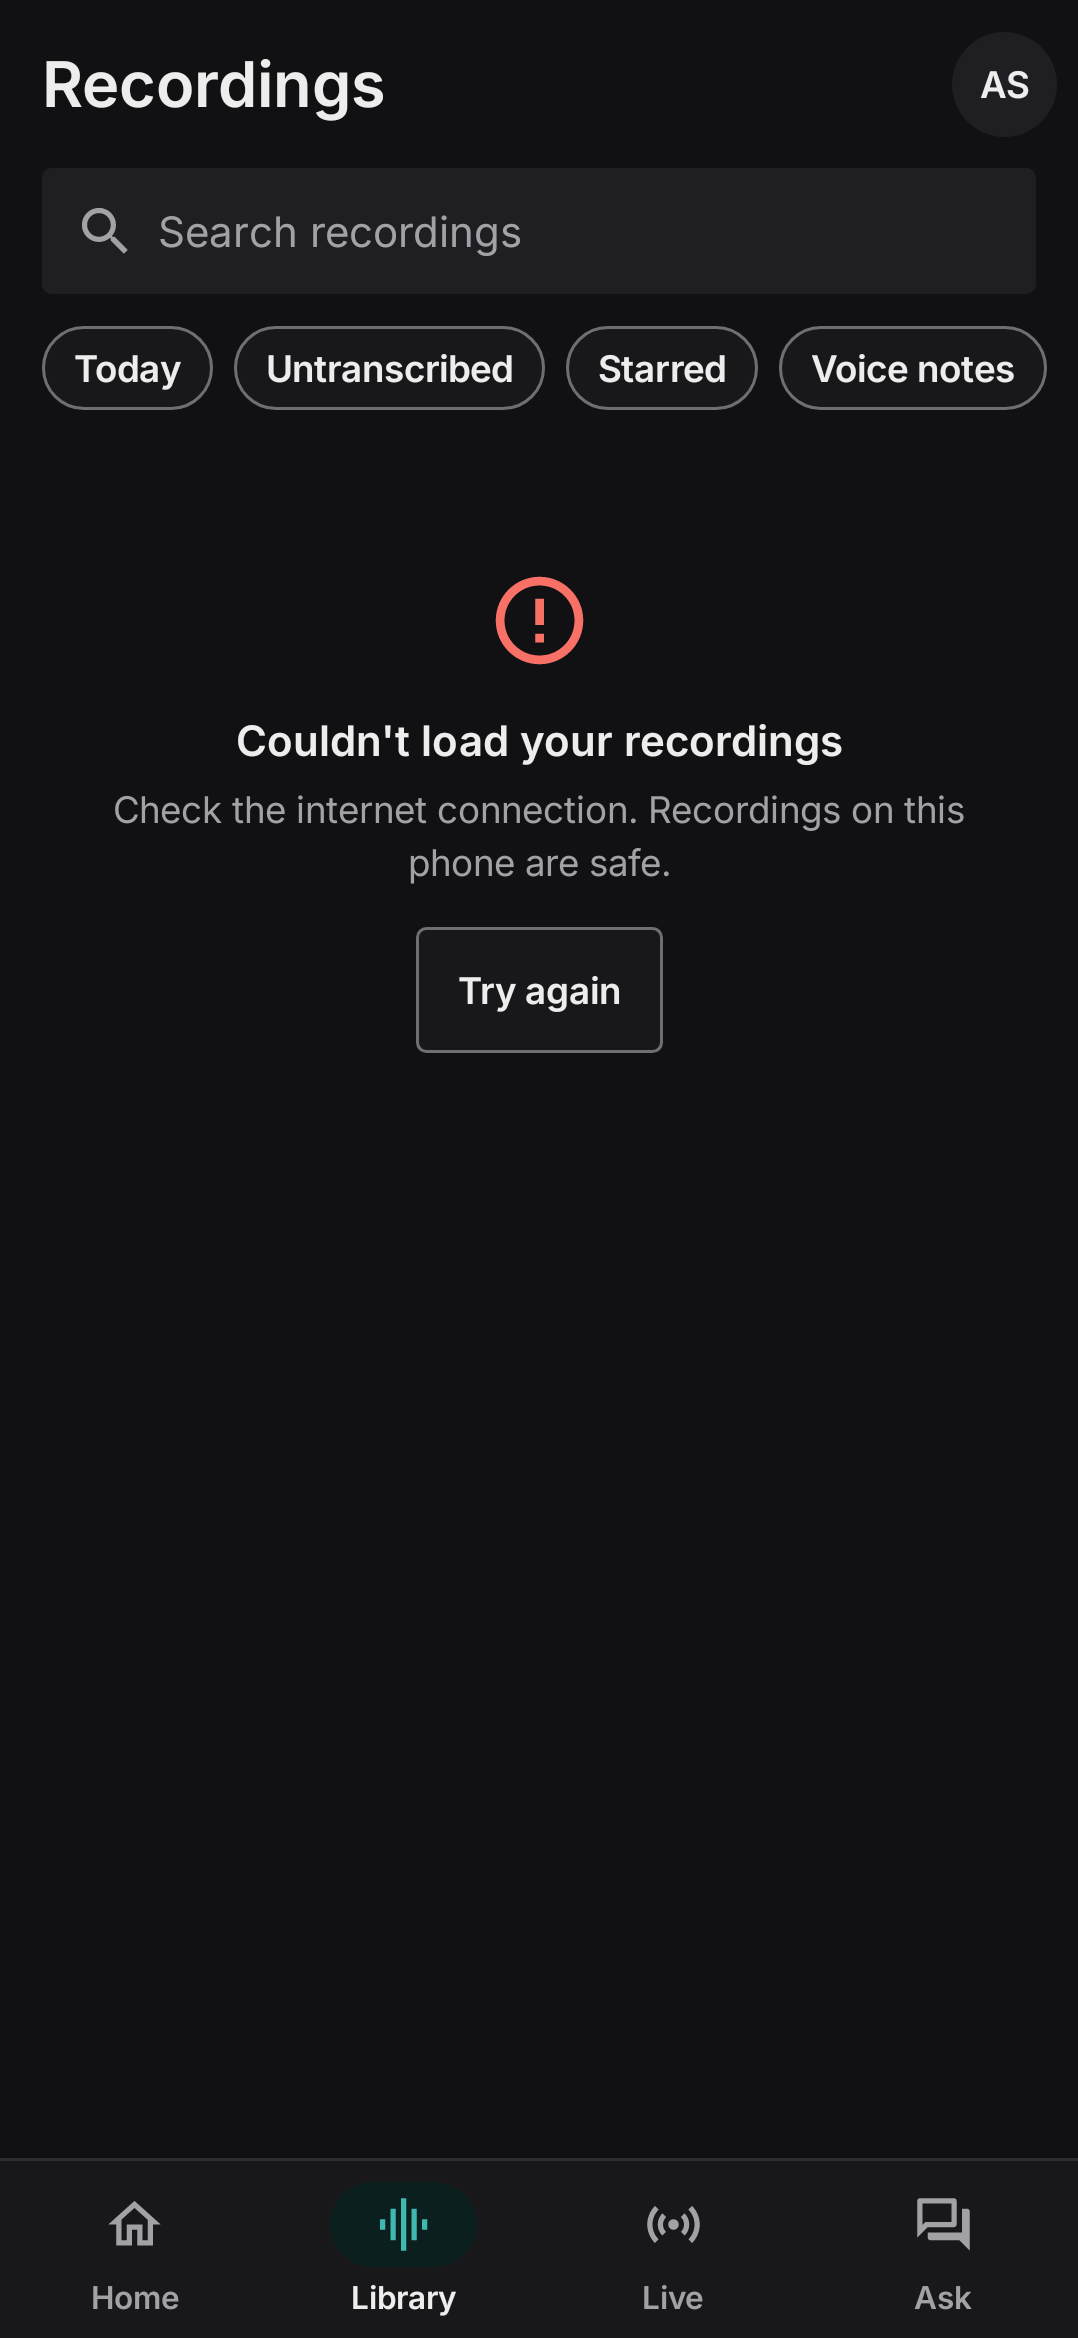 Recordings
AS
Search recordings
Today
Untranscribed
Starred
Voice notes
Couldn't load your recordings
Check the internet connection. Recordings on this
phone are safe.
Try again
Home
Library
Live
Ask